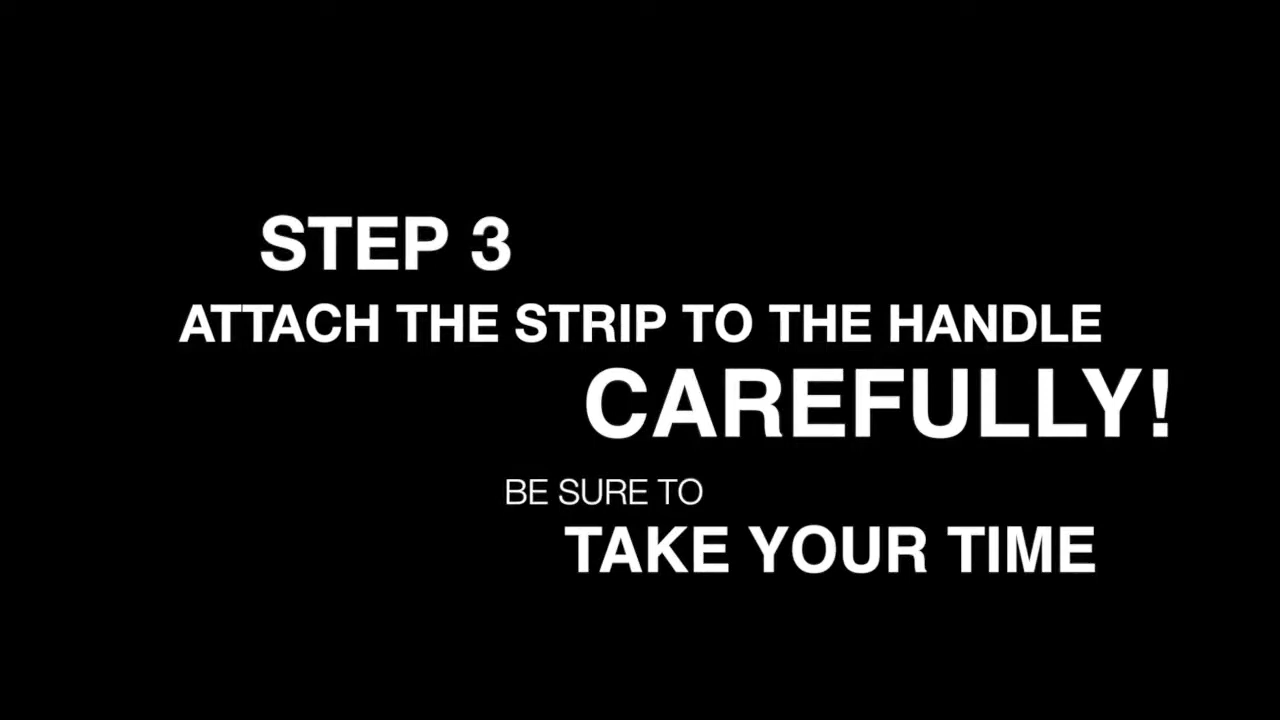 STEP 3
ATTACH THE STRIP TO THE HANDLE
CAREFULLY!
BE SURE TO
TAKE YOUR TIME